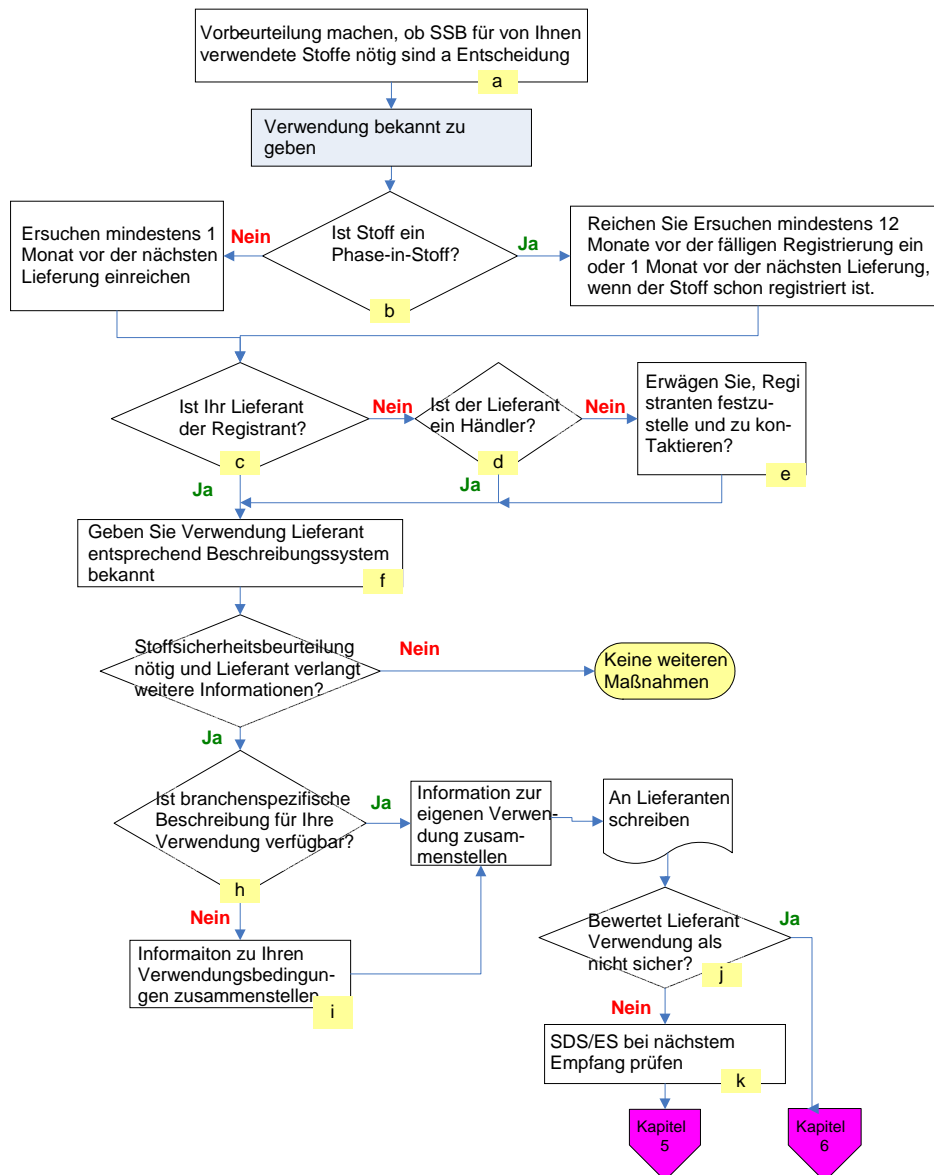 Vorbeurteilung machen, ob SSB für von Ihnen
verwendete Stoffe nötig sind a Entscheidung
a
Verwendung bekannt zu
geben
Ersuchen mindestens 1
Monat vor der nächsten
Lieferung einreichen
Nein
Ist Stoff ein
Phase-in-Stoff?
b
Ja
Reichen Sie Ersuchen mindestens 12
Monate vor der fälligen Registrierung ein
oder 1 Monat vor der nächsten Lieferung,
wenn der Stoff schon registriert ist.
Ist Ihr Lieferant
der Registrant?
c
Nein
Ist der Lieferant
ein Händler?
d
Nein
Erwägen Sie, Regi
stranten festzu-
stelle und zu kon-
Taktieren?
e
Ja
Ja
Geben Sie Verwendung Lieferant
entsprechend Beschreibungssystem
bekannt
f
Stoffsicherheitsbeurteilung
nötig und Lieferant verlangt
weitere Informationen?
Nein
Keine weiteren
Maßnahmen
Ja
Ist branchenspezifische
Beschreibung für Ihre
Verwendung verfügbar?
h
Ja
Information zur
eigenen Verwen-
dung zusamm-
menstellen
An Lieferanten
schreiben
Nein
Informaiton zu Ihren
Verwendungsbedingun-
gen zusammenstellen
i
Bewertet Lieferant
Verwendung als
nicht sicher?
j
Ja
Nein
SDS/ES bei nächstem
Empfang prüfen
k
Kapitel
5
Kapitel
6